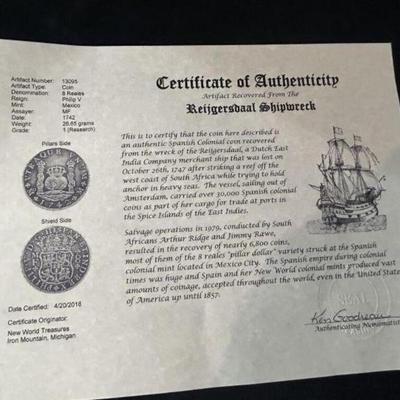 Artifact Number: 13095
Artifact Type: Coin
Denomination: 8 Reales
Reign: Philip V
Mint: Mexico
Assayer: MF
Date: 1742
Weight: 26.65 grams
Grade: 1 (Research)
Pillars Side
Shield Side
Date Certified: 4/20/2018
Certificate Originator:
New World Treasures
Iron Mountain, Michigan
Certificate of Authenticity
Artifact Recovered From The
Reijgersdaal Shipwreck
This is to certify that the coin here described is
an authentic Spanish Colonial coin recovered
from the wreck of the Reijgersdaal, a Dutch East
India Company merchant ship that was lost on
October 26th, 1747 after striking a reef off the
west coast of South Africa while trying to hold
anchor in heavy seas. The vessel, sailing out of
Amsterdam, carried over 30,000 Spanish colonial
coins as part of her cargo for trade at ports in
the Spice Islands of the East Indies.
Salvage operations in 1979, conducted by South
Africans Arthur Ridge and Jimmy Rawe,
resulted in the recovery of nearly 6,800 coins,
most of them of the 8 reales "pillar dollar" variety struck at the Spanish
colonial mint located in Mexico City. The Spanish empire during colonial
times was huge and Spain and her New World colonial mints produced vast
amounts of coinage, accepted throughout the world, even in the United States
of America up until 1857.
SEAL
Ken Goodreau
Authenticating Numismatist